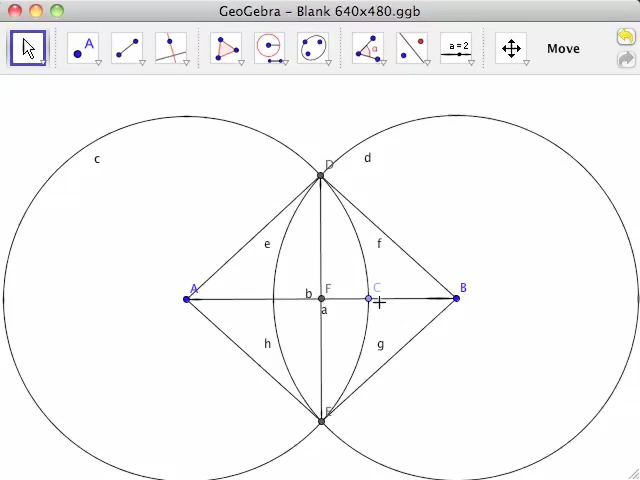 GeoGebra - Blank 640x480.ggb
A
α
a = 2
Move
c
d
D
e
f
A
F
C
B
b
a
h
g
E